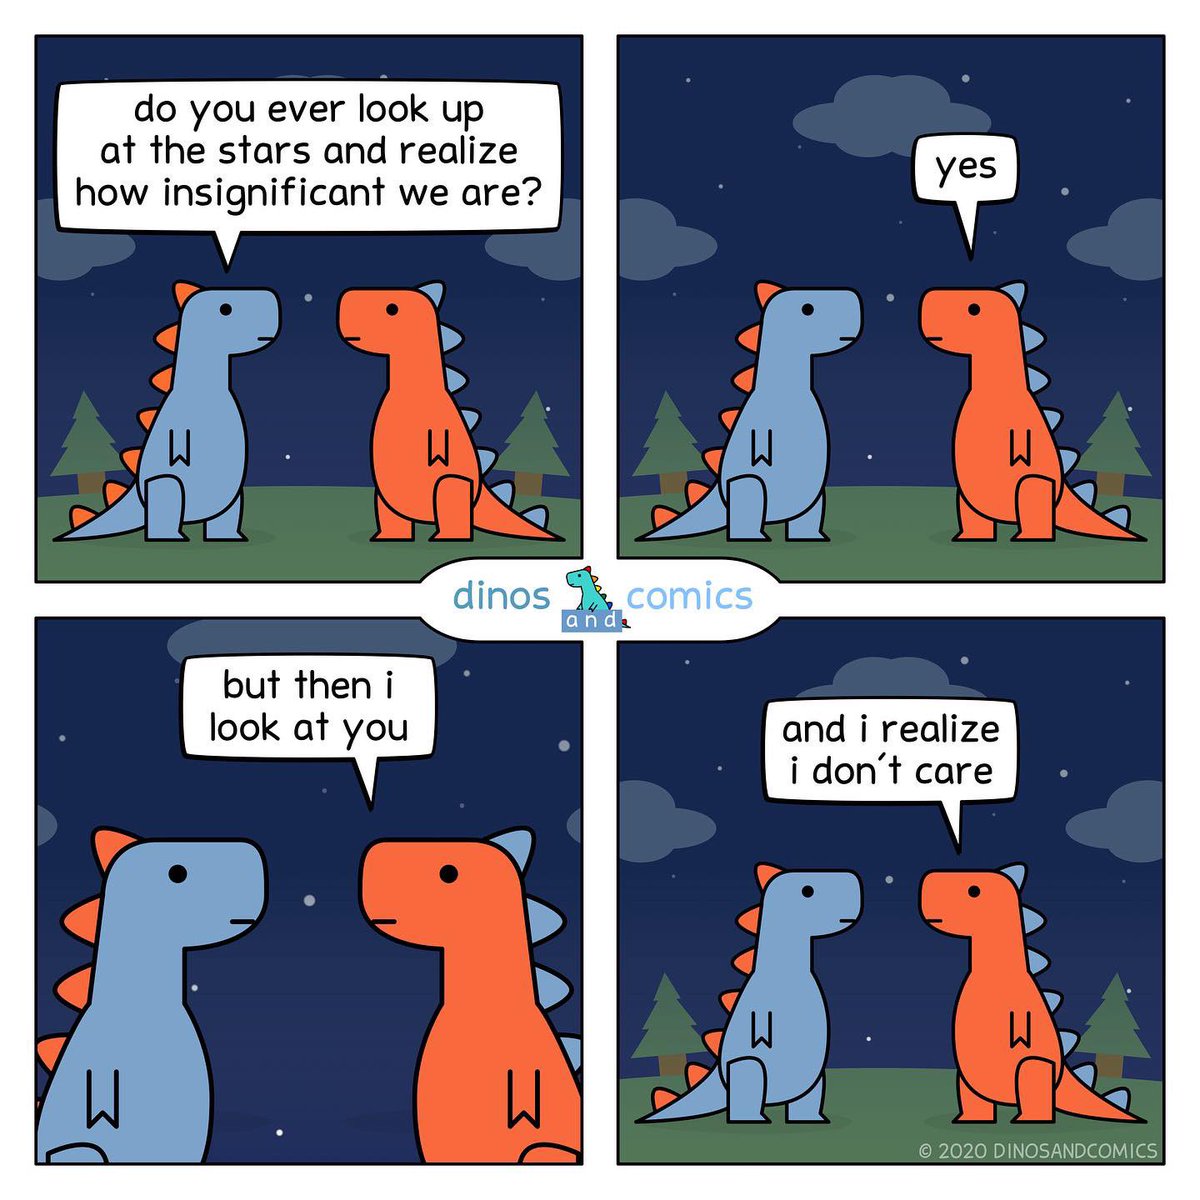 do you ever look up
at the stars and realize
how insignificant we are?
yes
dinos and comics
but then i
look at you
and i realize
i don't care
© 2020 DINOSANDCOMICS